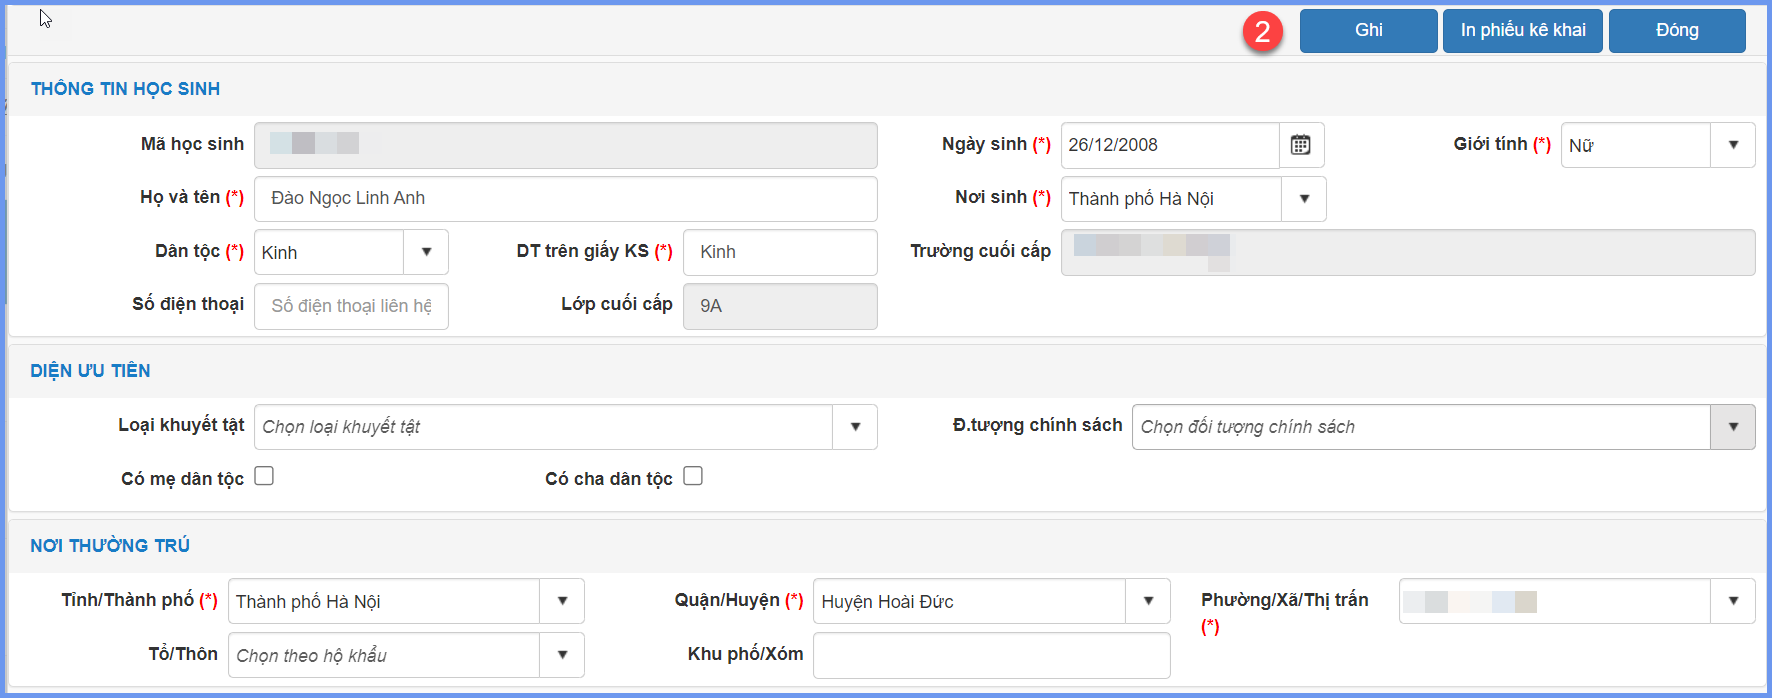 2 Ghi In phiếu kê khai Đóng
THÔNG TIN HỌC SINH
Mã học sinh Ngày sinh (*) 26/12/2008 Giới tính (*) Nữ
Họ và tên (*) Đào Ngọc Linh Anh Nơi sinh (*) Thành phố Hà Nội
Dân tộc (*) Kinh DT trên giấy KS (*) Kinh Trường cuối cấp
Số điện thoại Số điện thoại liên hệ Lớp cuối cấp 9A
DIỆN ƯU TIÊN
Loại khuyết tật Chọn loại khuyết tật Đ.tượng chính sách Chọn đối tượng chính sách
Có mẹ dân tộc Có cha dân tộc
NƠI THƯỜNG TRÚ
Tỉnh/Thành phố (*) Thành phố Hà Nội Quận/Huyện (*) Huyện Hoài Đức Phường/Xã/Thị trấn
(*)
Tổ/Thôn Chọn theo hộ khẩu Khu phố/Xóm